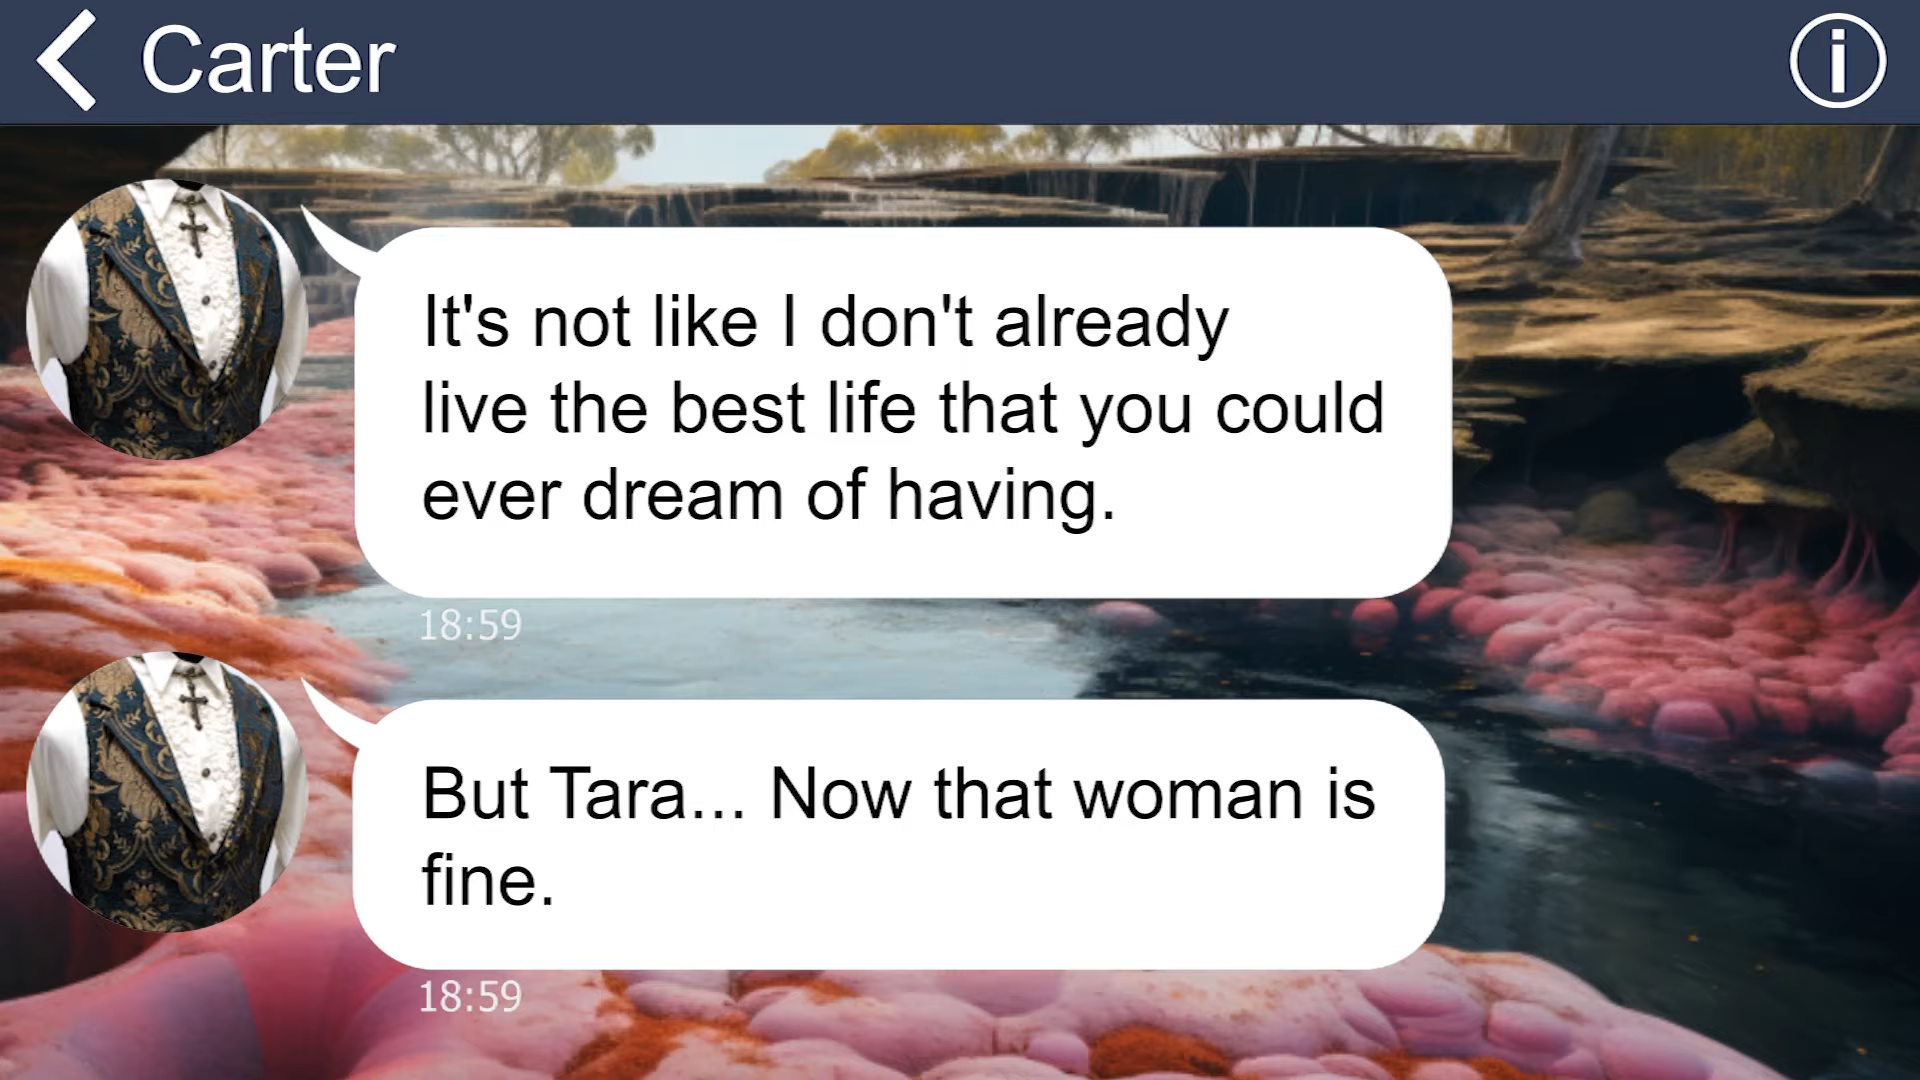 Carter
It's not like I don't already
live the best life that you could
ever dream of having.
18:59
But Tara... Now that woman is
fine.
18:59